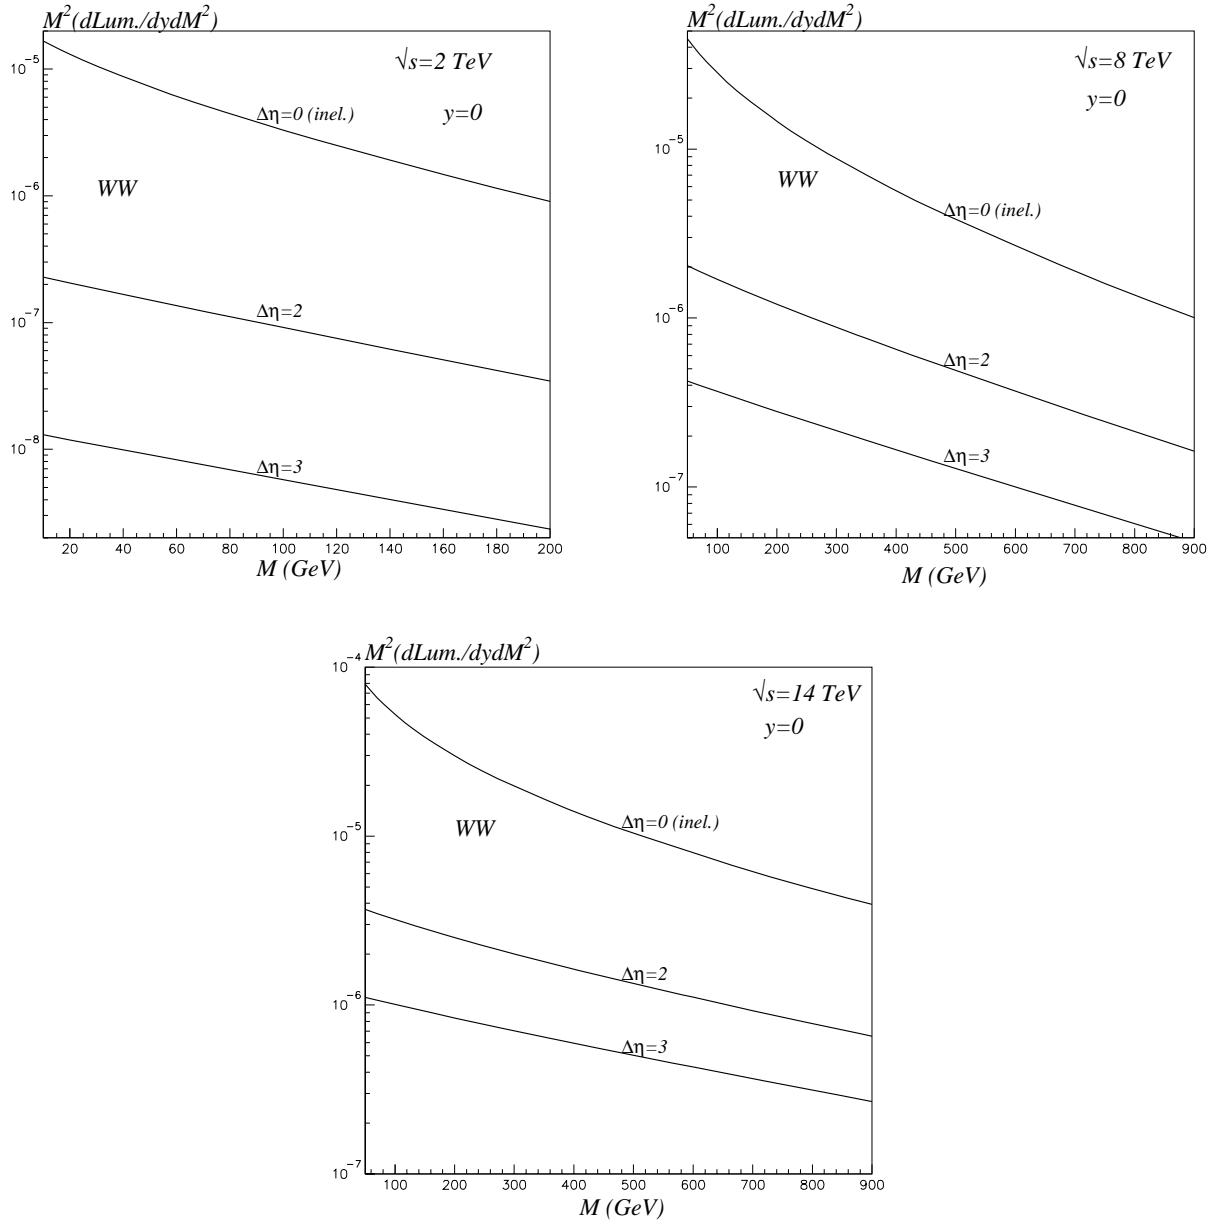 M²(dLum./dydM²)
√s=2 TeV
y=0
10⁻⁵
10⁻⁶
10⁻⁷
10⁻⁸
Δη=0 (inel.)
WW
Δη=2
Δη=3
20 40 60 80 100 120 140 160 180 200
M (GeV)
M²(dLum./dydM²)
√s=8 TeV
y=0
10⁻⁵
10⁻⁶
10⁻⁷
WW
Δη=0 (inel.)
Δη=2
Δη=3
100 200 300 400 500 600 700 800 900
M (GeV)
M²(dLum./dydM²)
√s=14 TeV
y=0
10⁻⁴
10⁻⁵
10⁻⁶
10⁻⁷
Δη=0 (inel.)
WW
Δη=2
Δη=3
100 200 300 400 500 600 700 800 900
M (GeV)